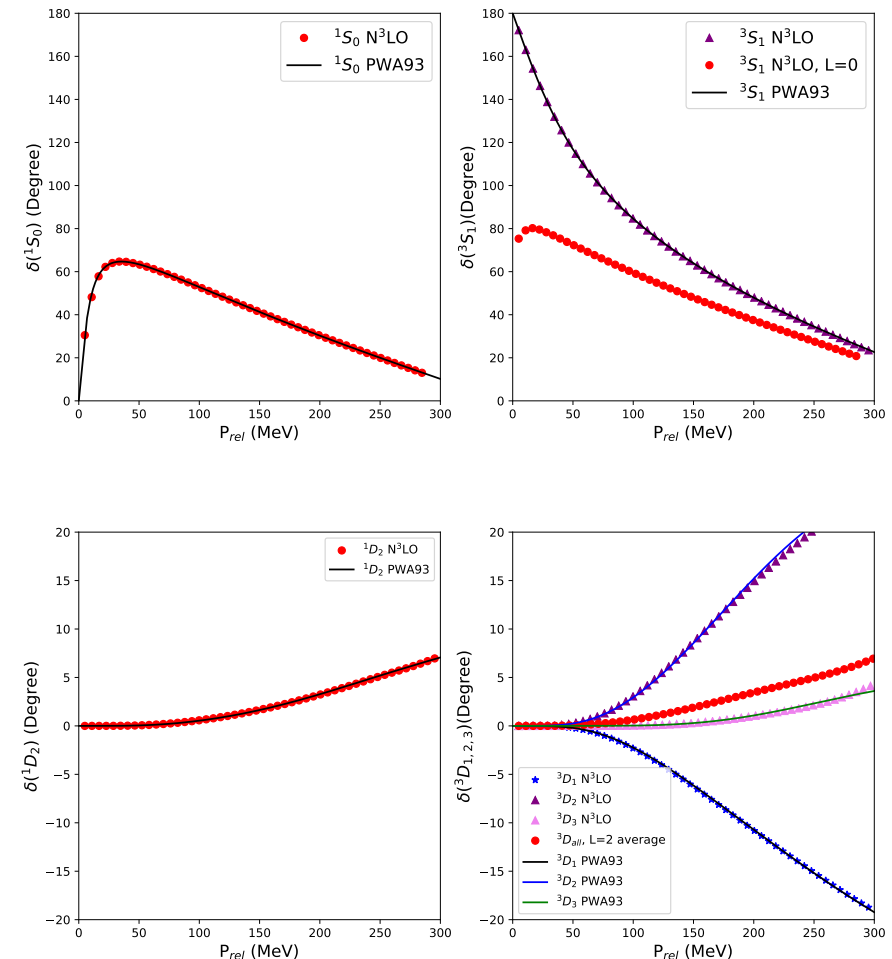 δ(¹S₀) (Degree)
180
160
140
120
100
80
60
40
20
0
¹S₀ N³LO
¹S₀ PWA93
0 50 100 150 200 250 300
P_rel (MeV)
δ(³S₁)(Degree)
180
160
140
120
100
80
60
40
20
0
³S₁ N³LO
³S₁ N³LO, L=0
³S₁ PWA93
0 50 100 150 200 250 300
P_rel (MeV)
δ(¹D₂) (Degree)
20
15
10
5
0
−5
−10
−15
−20
¹D₂ N³LO
¹D₂ PWA93
0 50 100 150 200 250 300
P_rel (MeV)
δ(³D₁,₂,₃)(Degree)
20
15
10
5
0
−5
−10
−15
−20
³D₁ N³LO
³D₂ N³LO
³D₃ N³LO
³D_all, L=2 average
³D₁ PWA93
³D₂ PWA93
³D₃ PWA93
0 50 100 150 200 250 300
P_rel (MeV)